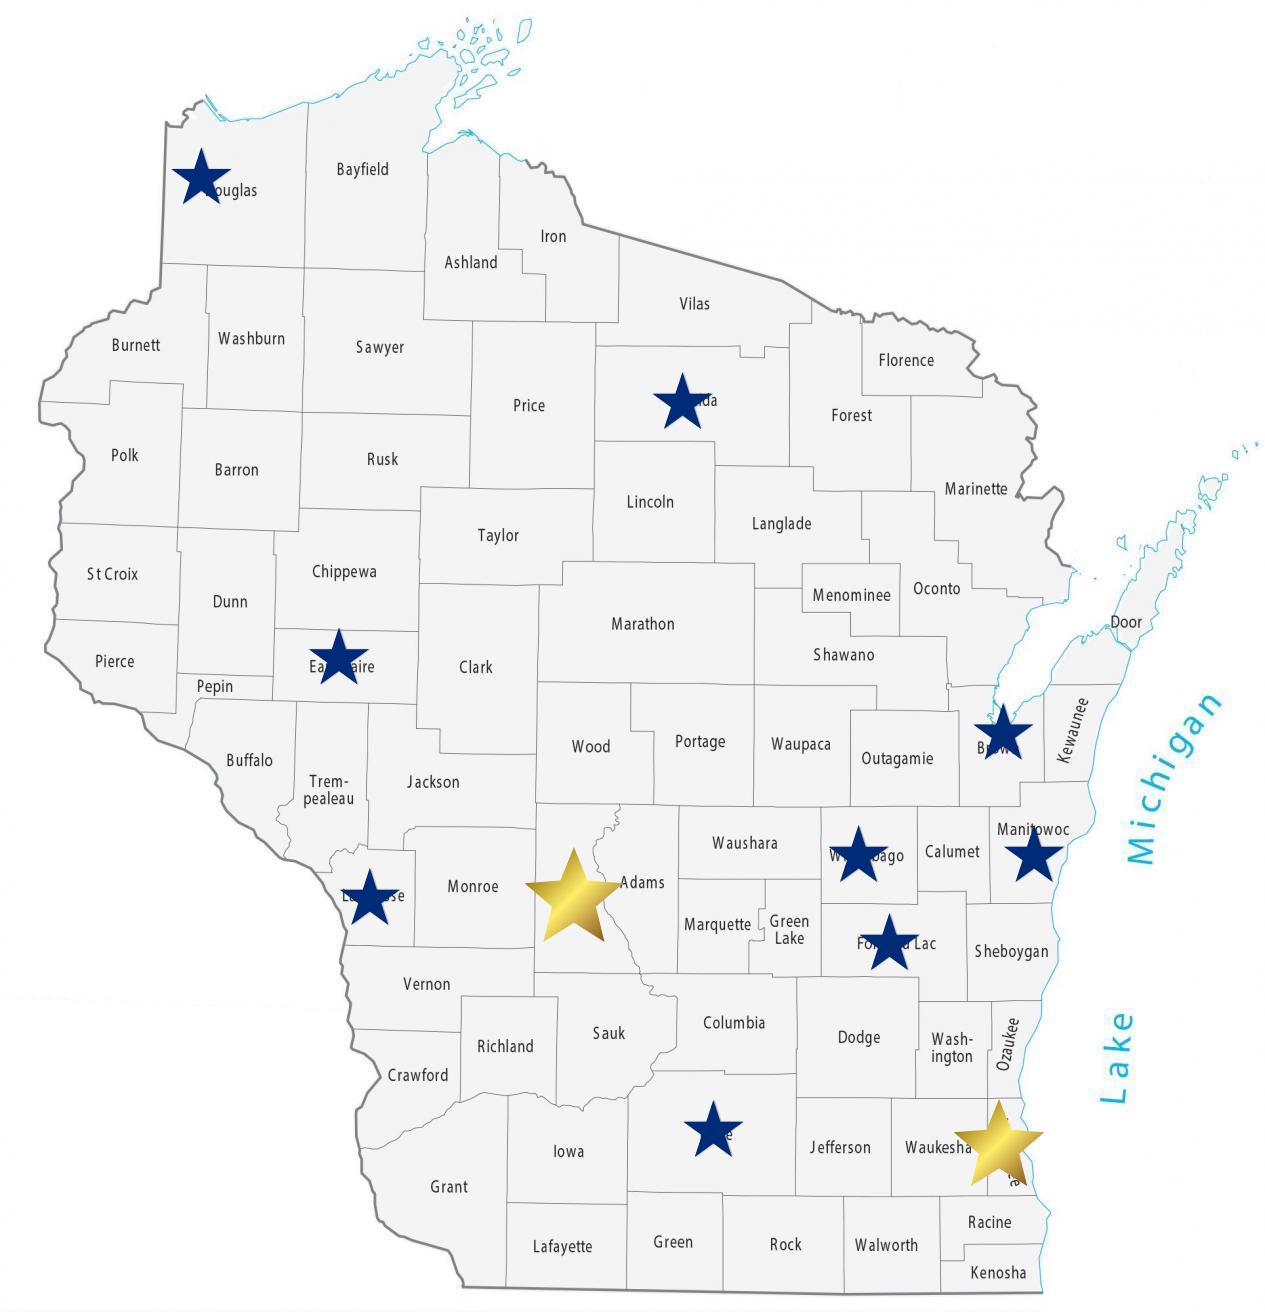 Bayfield
Iron
Ashland
Vilas
Burnett
Washburn
Sawyer
Florence
Price
Forest
Polk
Barron
Rusk
Marinette
Lincoln
Langlade
Taylor
St Croix
Chippewa
Menominee
Oconto
Dunn
Marathon
Door
Pierce
Clark
Shawano
Pepin
Kewaunee
Buffalo
Wood
Portage
Waupaca
Outagamie
Trem-
pealeau
Jackson
Michigan
Manitowoc
Waushara
Calumet
Monroe
Adams
Marquette
Green
Lake
Sheboygan
Vernon
Richland
Sauk
Columbia
Dodge
Wash-
ington
Ozaukee
Lake
Crawford
Iowa
Jefferson
Waukesha
Grant
Lafayette
Green
Rock
Walworth
Racine
Kenosha